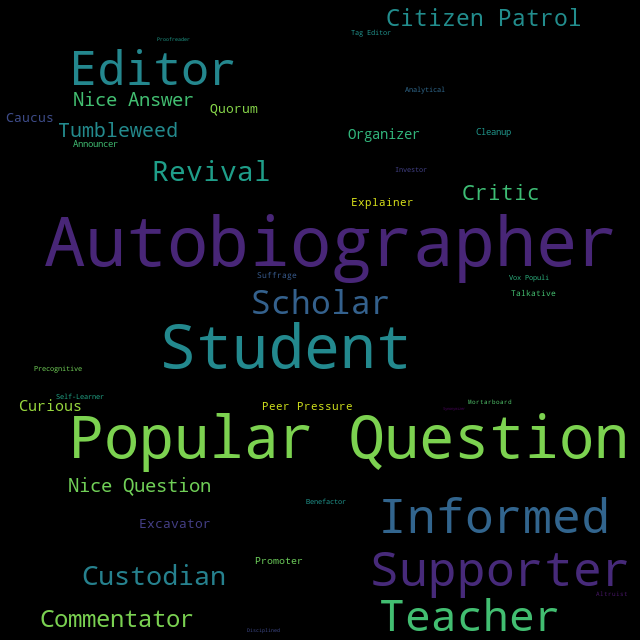 Citizen Patrol
Tag Editor
Proofreader
Editor
Analytical
Nice Answer
Quorum
Caucus
Tumbleweed
Organizer
Cleanup
Announcer
Revival
Investor
Critic
Explainer
Autobiographer
Suffrage
Vox Populi
Talkative
Scholar
Student
Precognitive
Self-Learner
Curious
Peer Pressure
Mortarboard
Popular Question
Nice Question
Benefactor
Informed
Excavator
Promoter
Supporter
Custodian
Altruist
Commentator
Teacher
Disciplined